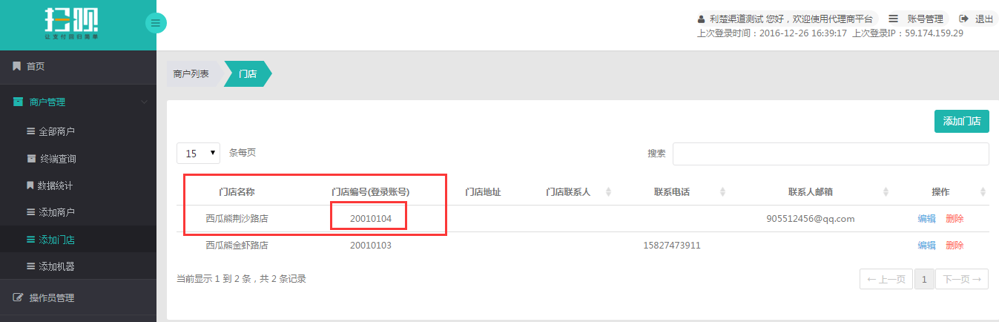 扫呗
让支付回归简单
利楚渠道测试 您好，欢迎使用代理商平台 账号管理 退出
上次登录时间：2016-12-26 16:39:17 上次登录IP：59.174.159.29
首页
商户管理
全部商户
终端查询
数据统计
添加商户
添加门店
添加机器
操作员管理
商户列表 门店
添加门店
15 条每页 搜索
门店名称 门店编号(登录账号) 门店地址 门店联系人 联系电话 联系人邮箱 操作
西瓜熊荆沙路店 20010104 905512456@qq.com 编辑 删除
西瓜熊金虾路店 20010103 15827473911 编辑 删除
当前显示 1 到 2 条，共 2 条记录 ← 上一页 1 下一页 →